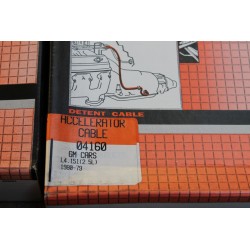 DETENT CABLE
ACCELERATOR
CABLE
04160
GM CARS
L4.151(2.5L)
1980-79